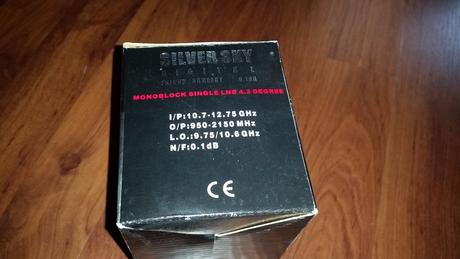 SILVER SKY
DIGITAL
MONOBLOCK SINGLE LNB 4.3 DEGREE
I/P:10.7-12.75 GHz
O/P:950-2150 MHz
L.O.:9.75/10.6 GHz
N/F:0.1dB
CE